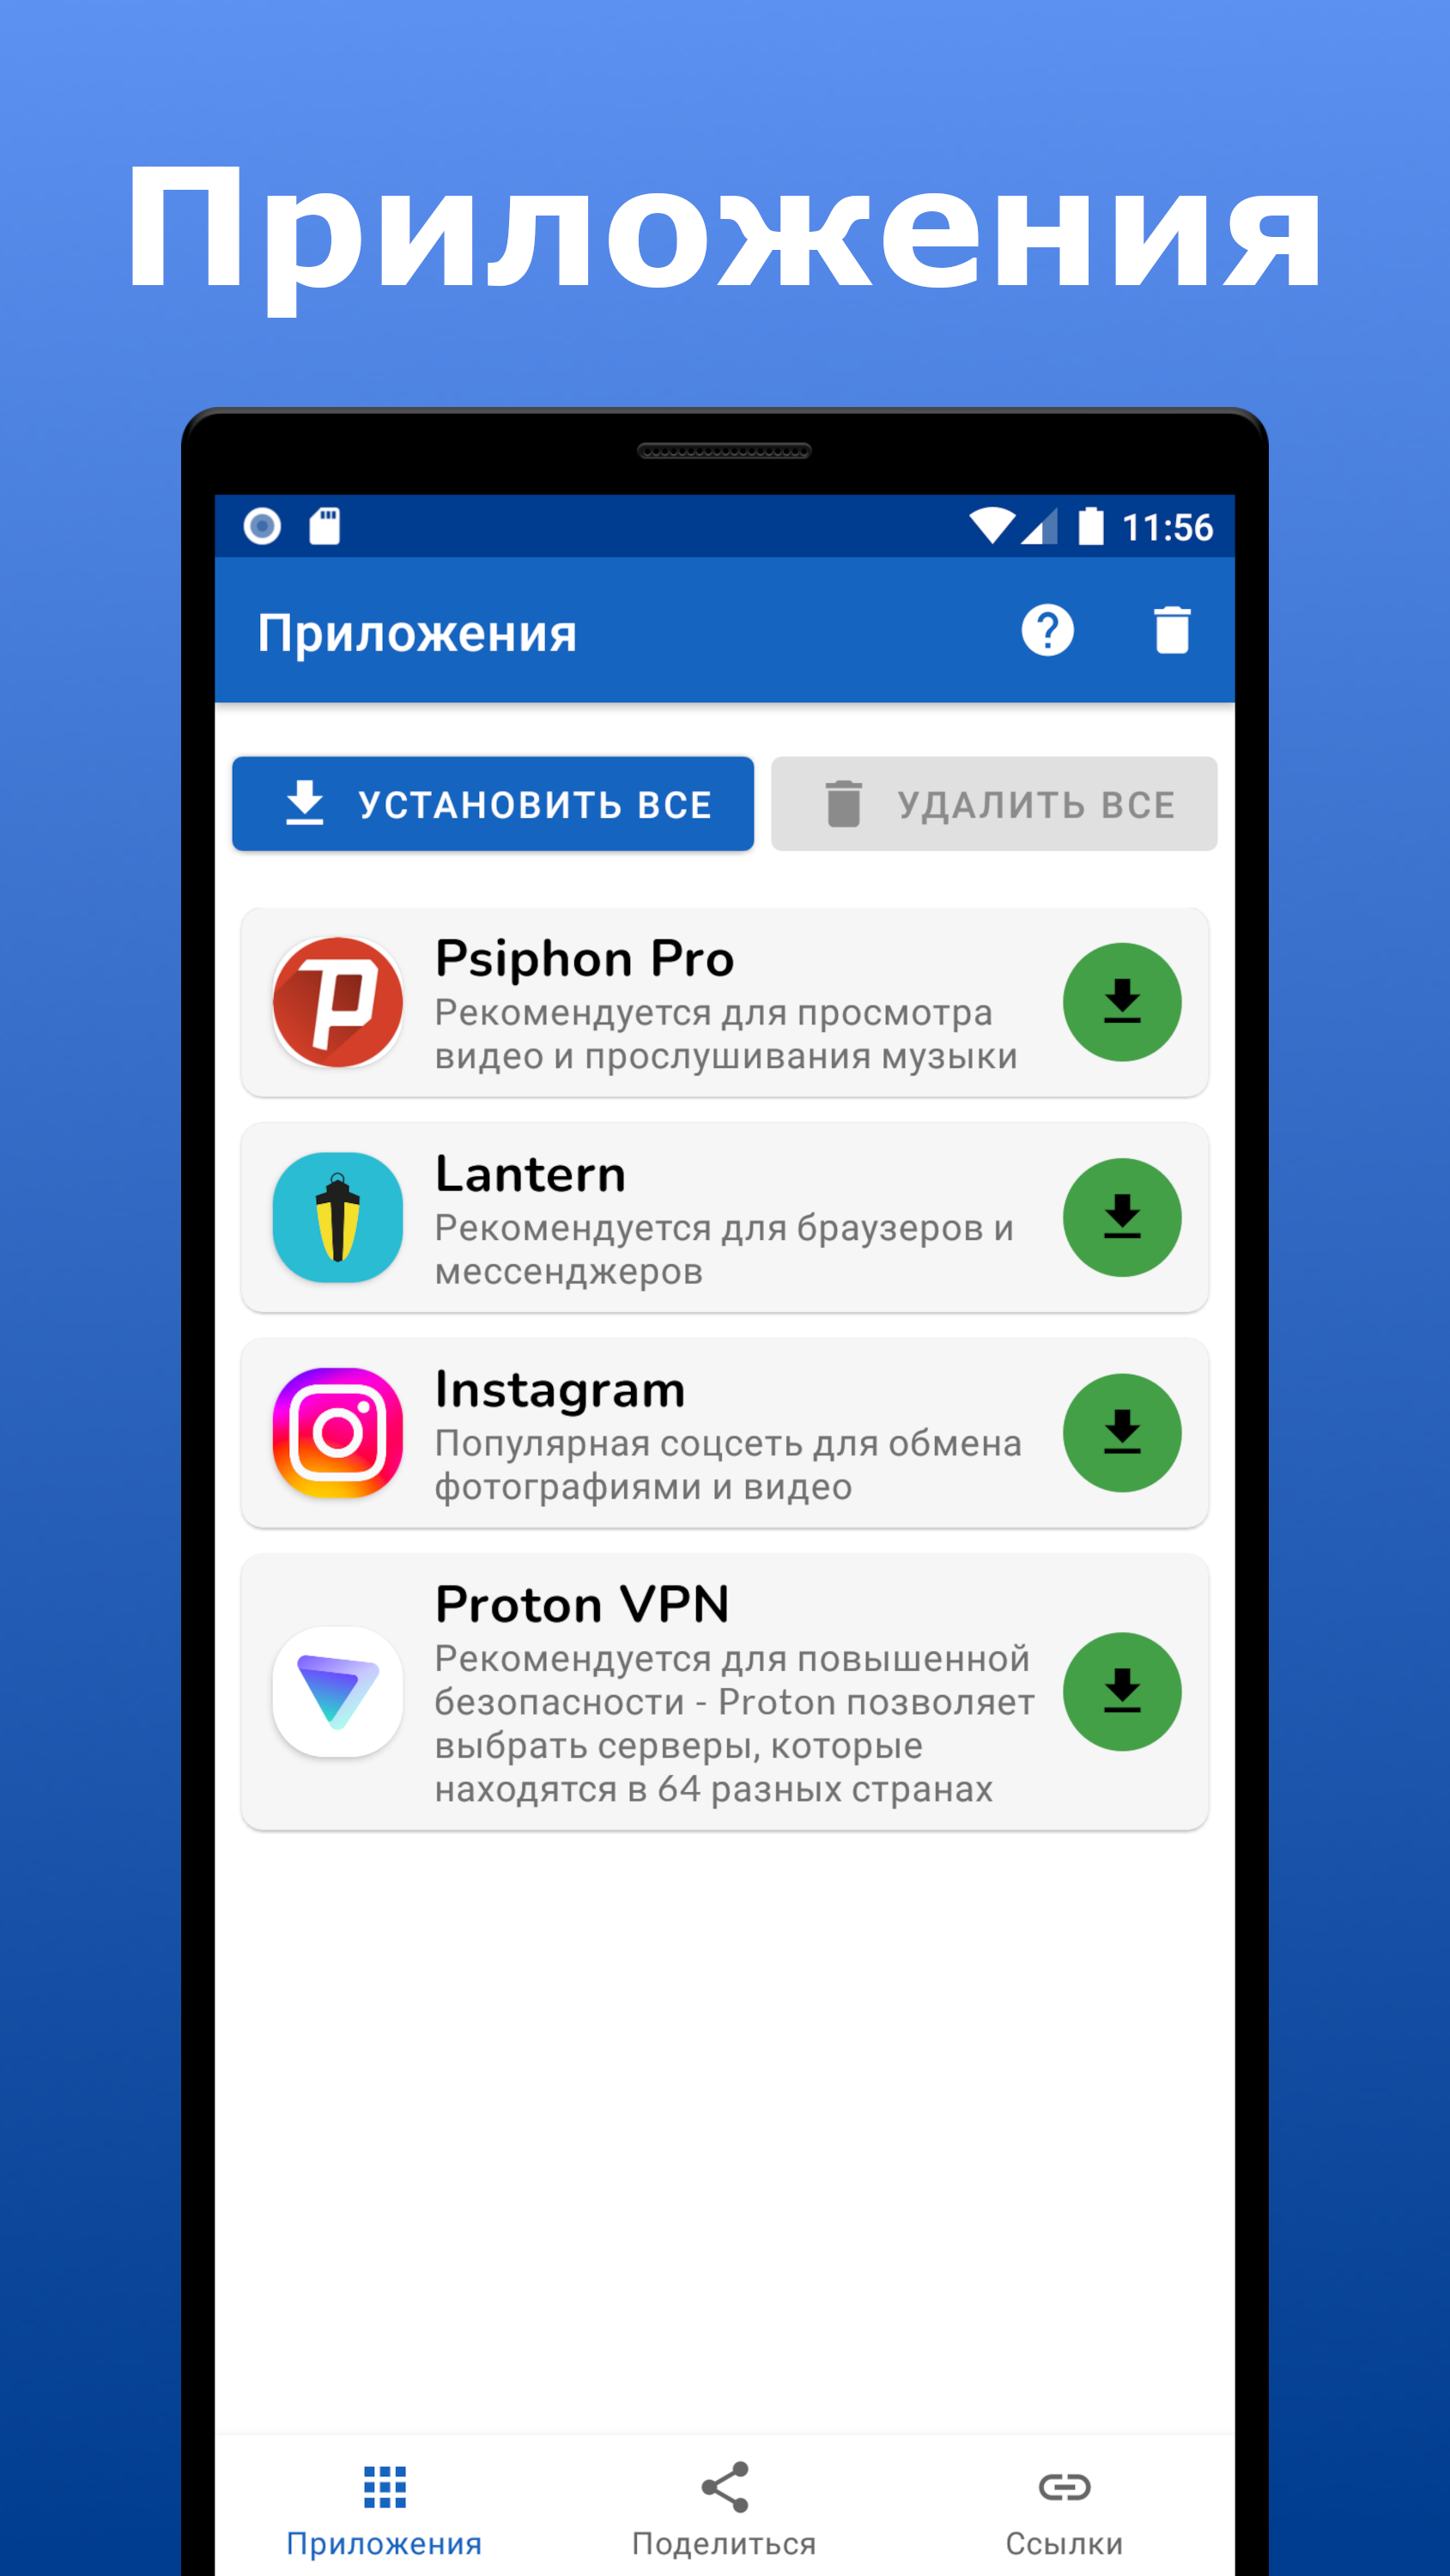 Приложения
11:56
Приложения
УСТАНОВИТЬ ВСЕ
УДАЛИТЬ ВСЕ
Psiphon Pro
Рекомендуется для просмотра
видео и прослушивания музыки
Lantern
Рекомендуется для браузеров и
мессенджеров
Instagram
Популярная соцсеть для обмена
фотографиями и видео
Proton VPN
Рекомендуется для повышенной
безопасности - Proton позволяет
выбрать серверы, которые
находятся в 64 разных странах
Приложения
Поделиться
Ссылки